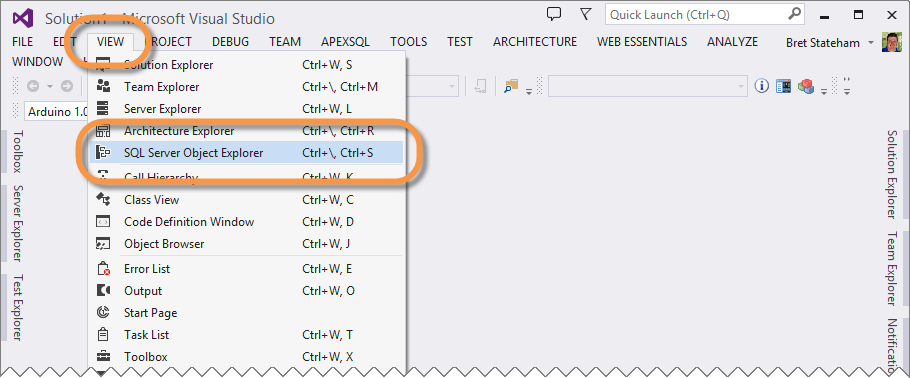 Solution1 - Microsoft Visual Studio
Quick Launch (Ctrl+Q)
FILE EDIT VIEW PROJECT DEBUG TEAM APEXSQL TOOLS TEST ARCHITECTURE WEB ESSENTIALS ANALYZE Bret Stateham
WINDOW
Solution Explorer Ctrl+W, S
Team Explorer Ctrl+\, Ctrl+M
Server Explorer Ctrl+W, L
Arduino 1.0
Architecture Explorer Ctrl+\, Ctrl+R
SQL Server Object Explorer Ctrl+\, Ctrl+S
Call Hierarchy Ctrl+W, K
Class View Ctrl+W, C
Code Definition Window Ctrl+W, D
Object Browser Ctrl+W, J
Error List Ctrl+W, E
Output Ctrl+W, O
Start Page
Task List Ctrl+W, T
Toolbox Ctrl+W, X
Toolbox
Server Explorer
Test Explorer
Solution Explorer
Team Explorer